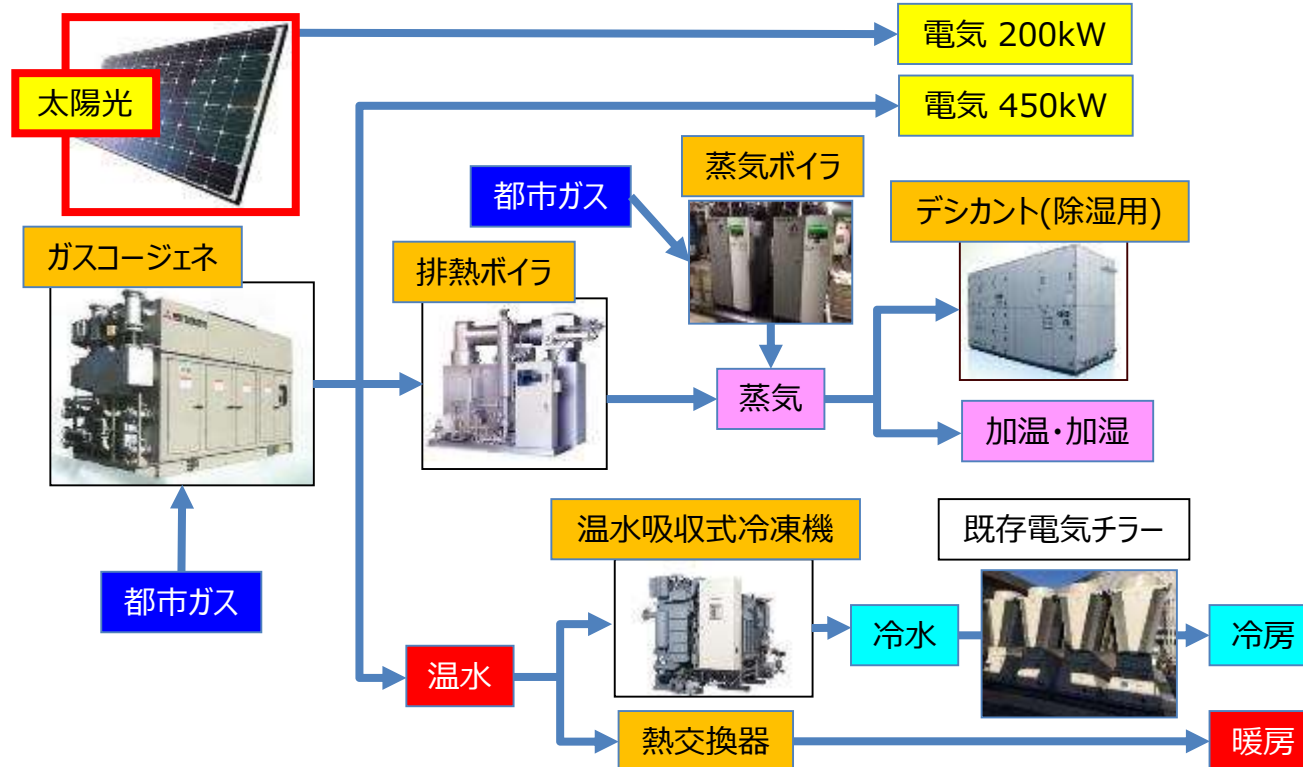 電気 200kW
太陽光
電気 450kW
蒸気ボイラ
都市ガス
デシカント(除湿用)
ガスコージェネ
排熱ボイラ
蒸気
加温・加湿
温水吸収式冷凍機
既存電気チラー
都市ガス
冷水
冷房
温水
熱交換器
暖房